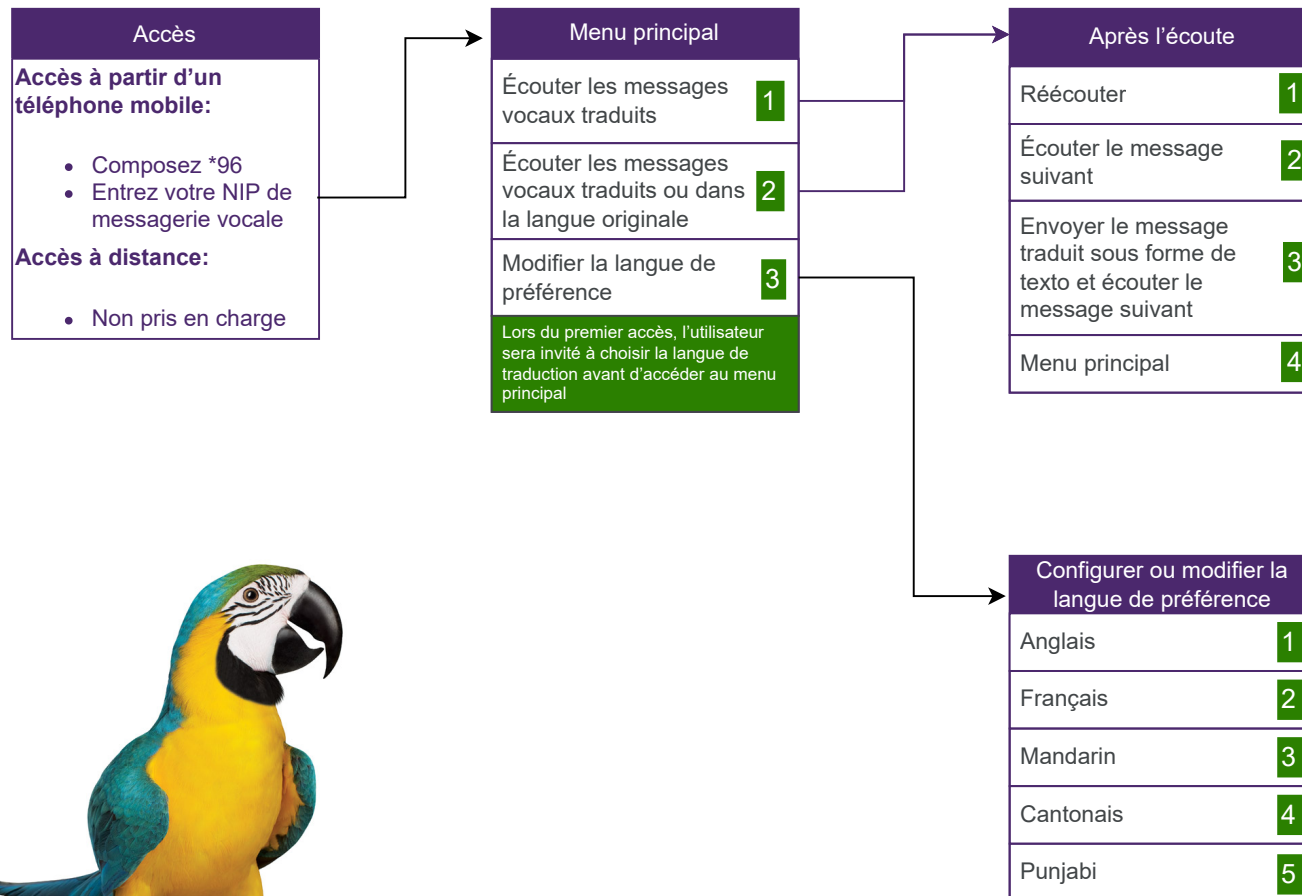 Accès
Accès à partir d’un
téléphone mobile:
• Composez *96
• Entrez votre NIP de
messagerie vocale
Accès à distance:
• Non pris en charge
Menu principal
Écouter les messages
vocaux traduits
1
Écouter les messages
vocaux traduits ou dans
la langue originale
2
Modifier la langue de
préférence
3
Lors du premier accès, l’utilisateur
sera invité à choisir la langue de
traduction avant d’accéder au menu
principal
Après l’écoute
Réécouter
1
Écouter le message
suivant
2
Envoyer le message
traduit sous forme de
texto et écouter le
message suivant
3
Menu principal
4
Configurer ou modifier la
langue de préférence
Anglais
1
Français
2
Mandarin
3
Cantonais
4
Punjabi
5